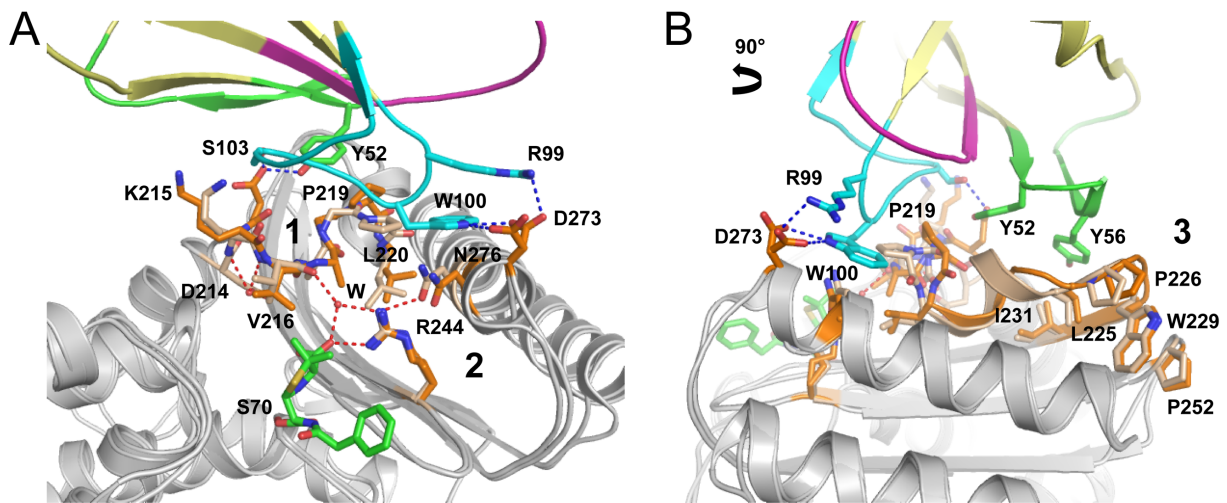 A
S103
Y52
R99
K215
P219
W100
D273
1
L220
N276
D214
W
V216
R244
2
S70
B
90°
R99
P219
D273
Y52
Y56
3
W100
P226
I231
L225
W229
P252